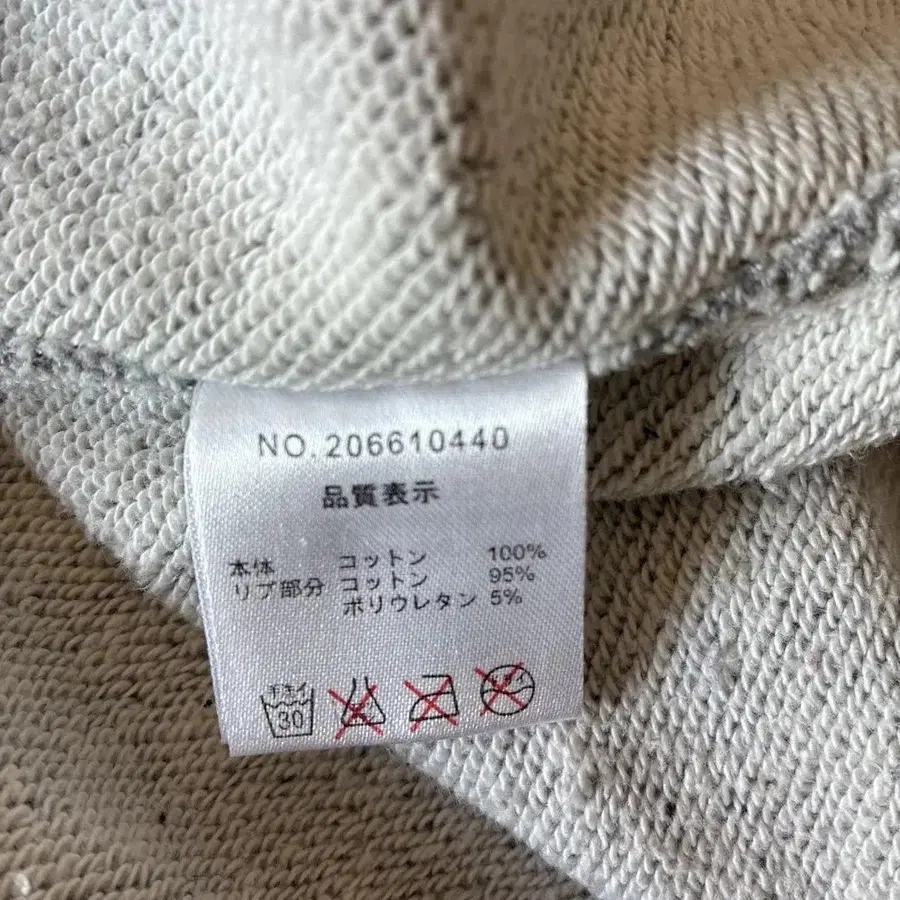 NO.206610440
品質表示
本体 コットン 100%
リブ部分 コットン 95%
ポリウレタン 5%
手洗イ
30